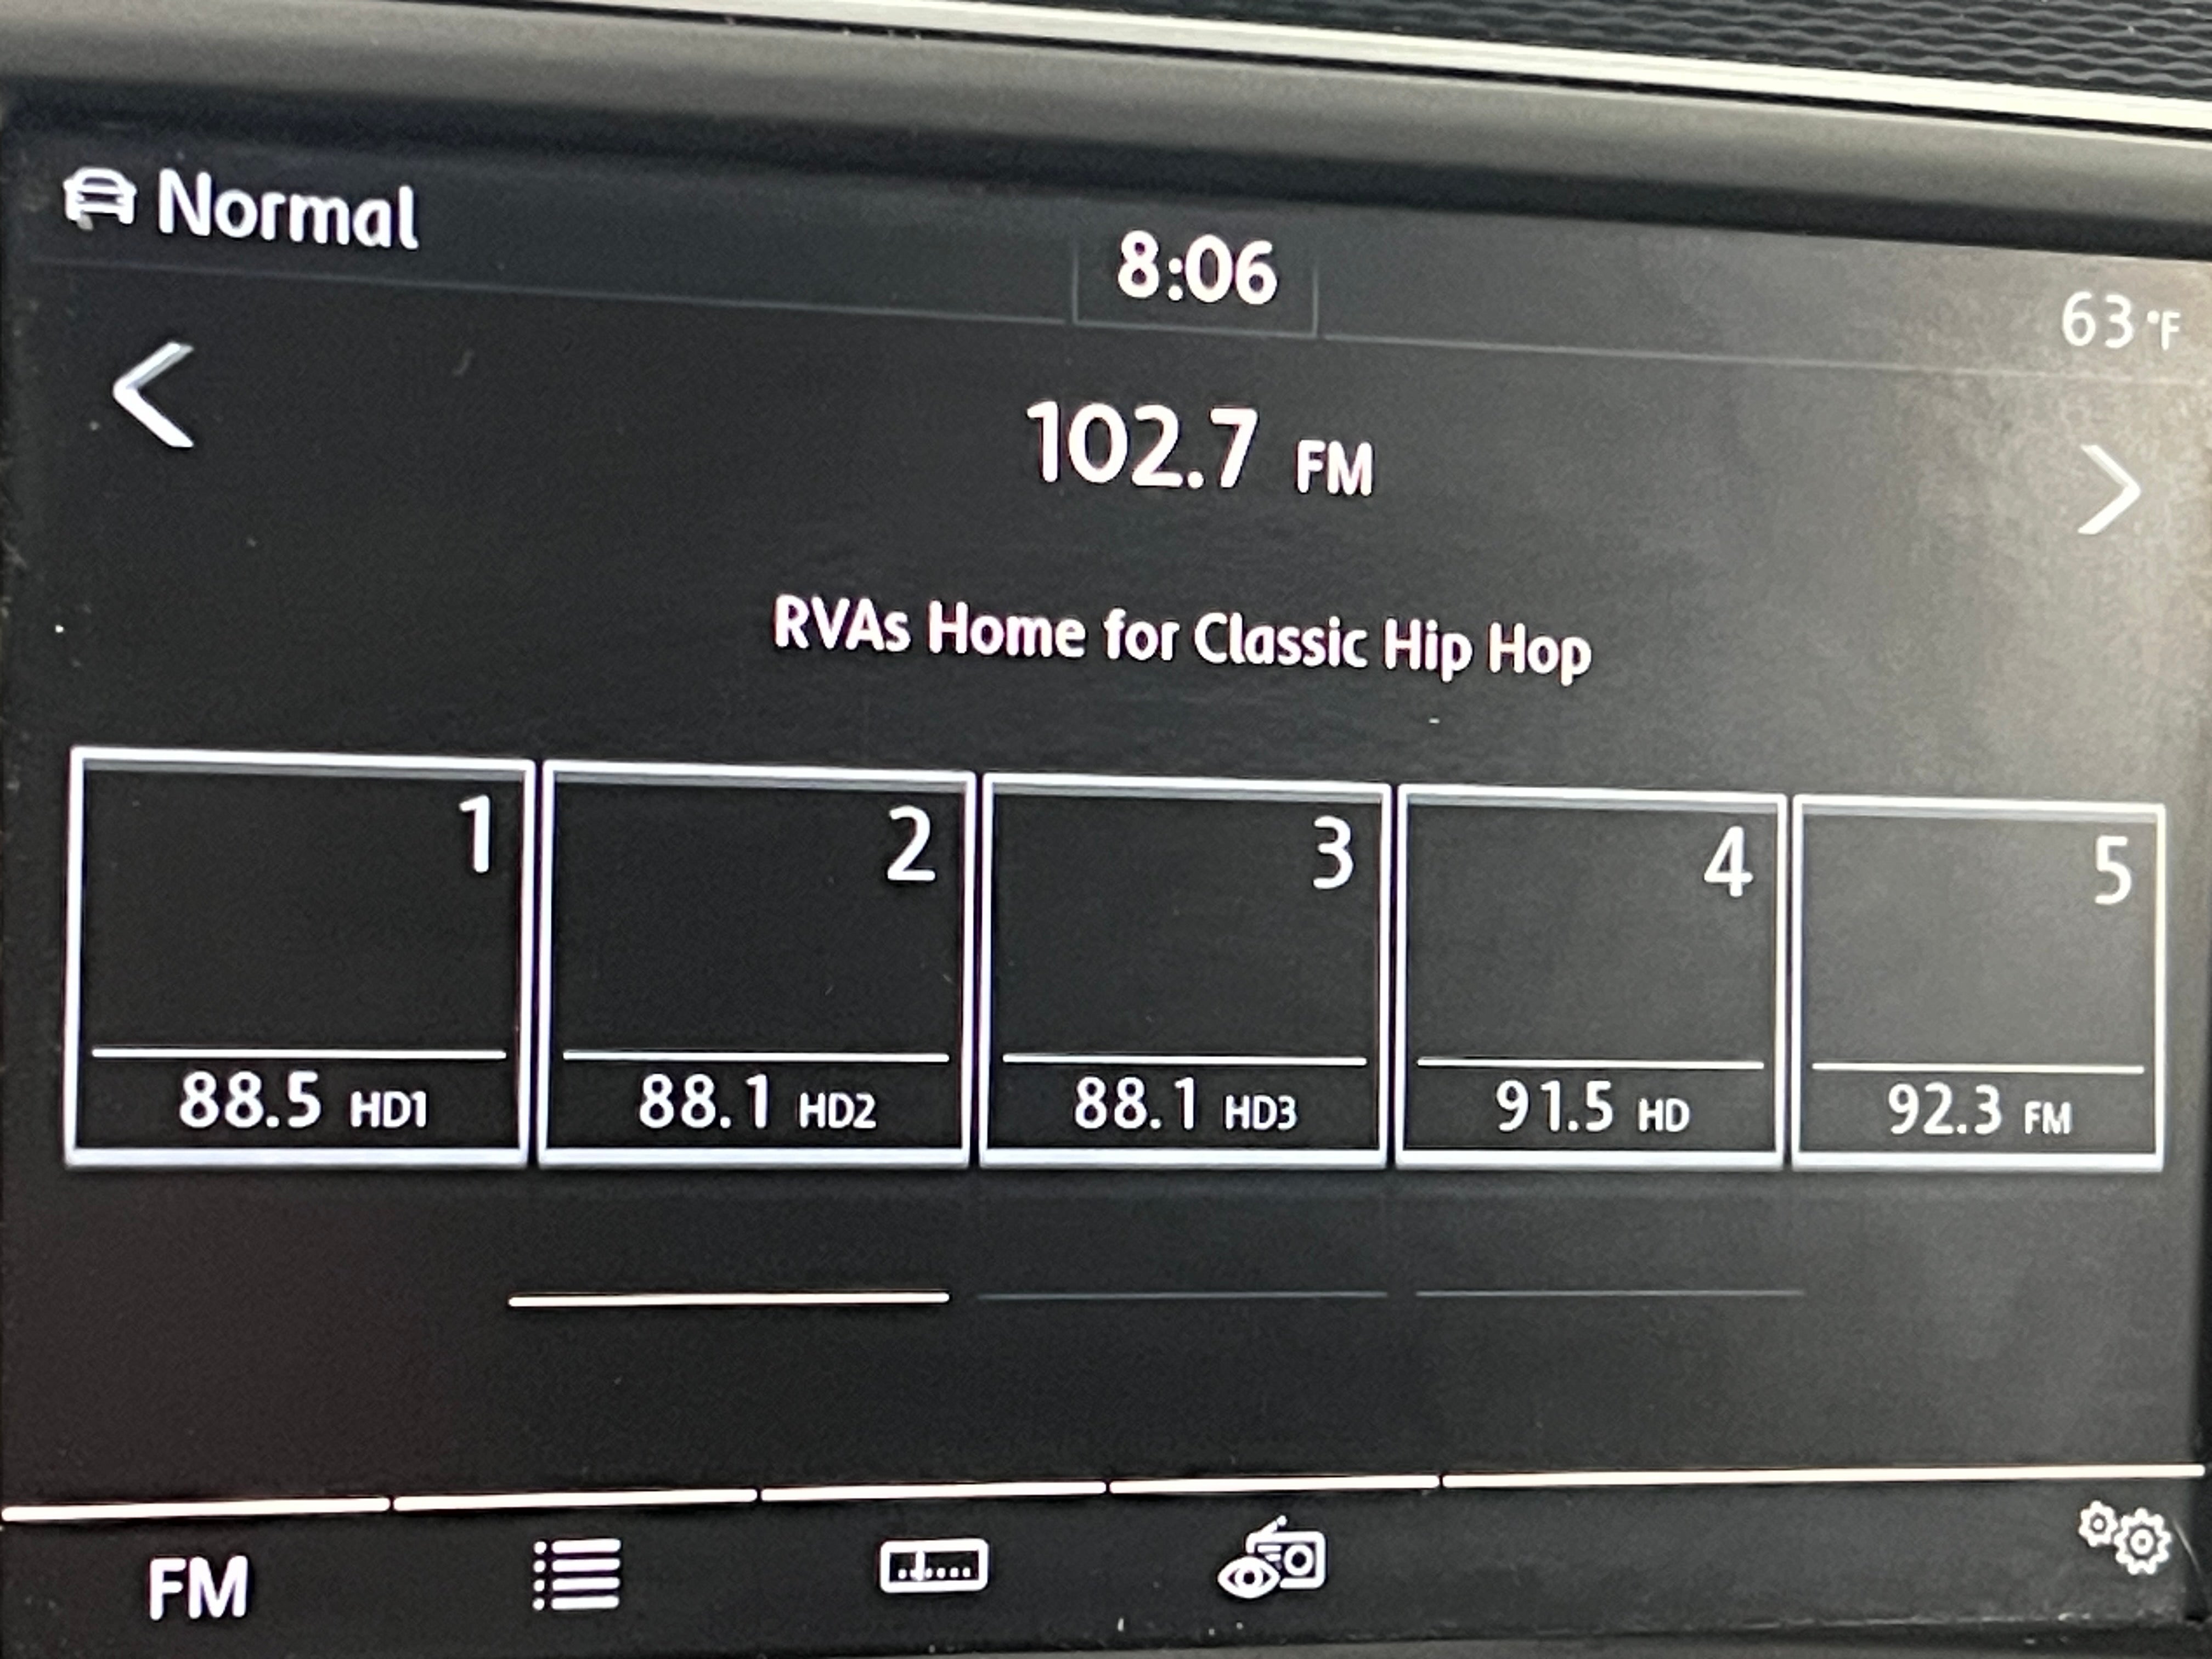 Normal
8:06
63 °F
102.7 FM
RVAs Home for Classic Hip Hop
1
2
3
4
5
88.5 HD1
88.1 HD2
88.1 HD3
91.5 HD
92.3 FM
FM